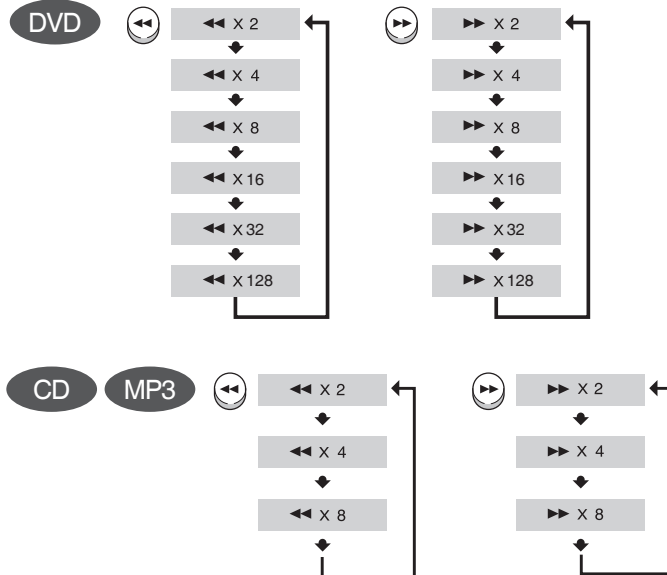 DVD
◀◀ X 2
▶▶ X 2
◀◀ X 4
▶▶ X 4
◀◀ X 8
▶▶ X 8
◀◀ X 16
▶▶ X 16
◀◀ X 32
▶▶ X 32
◀◀ X 128
▶▶ X 128
CD MP3
◀◀ X 2
▶▶ X 2
◀◀ X 4
▶▶ X 4
◀◀ X 8
▶▶ X 8